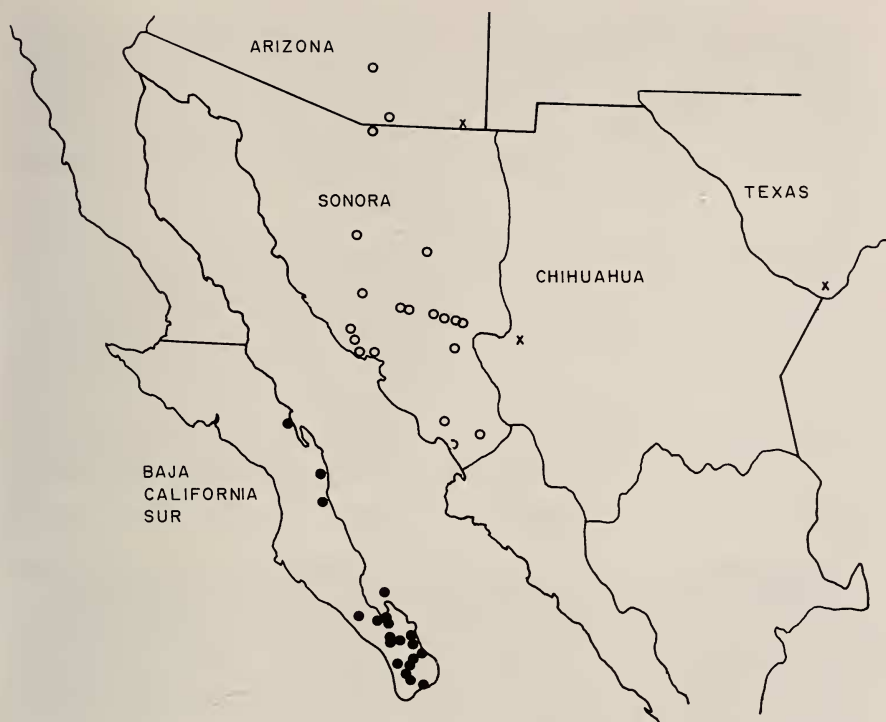 ARIZONA
SONORA
TEXAS
CHIHUAHUA
BAJA
CALIFORNIA
SUR